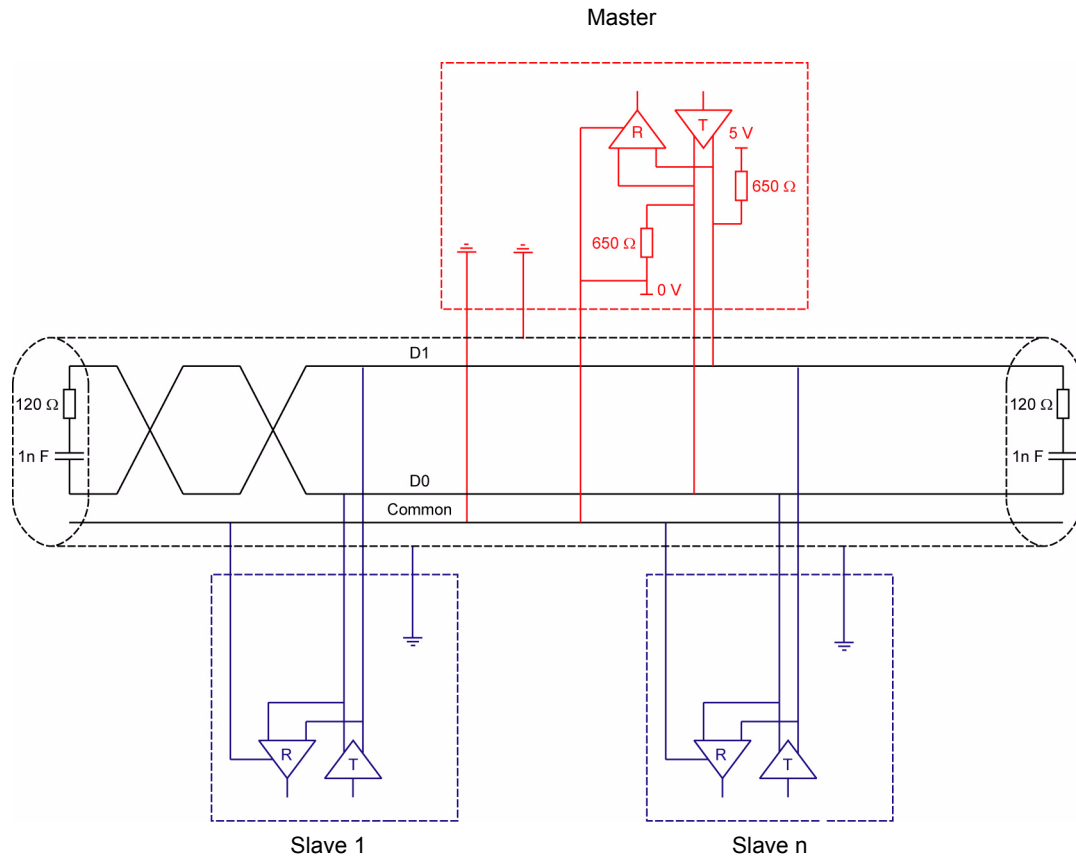 Master
R
T
5 V
650 Ω
650 Ω
0 V
D1
120 Ω
1n F
120 Ω
1n F
D0
Common
R
T
R
T
Slave 1
Slave n